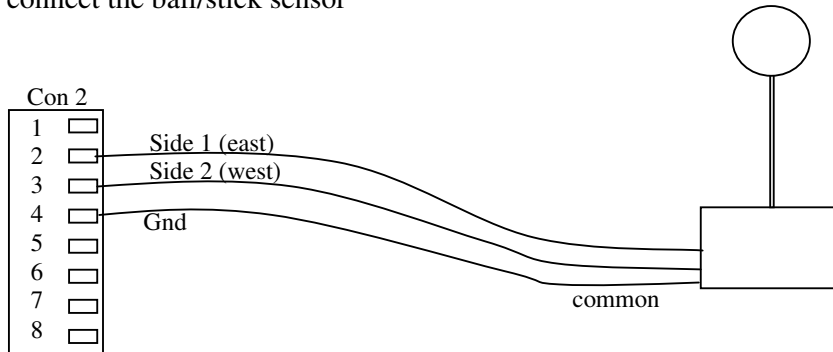 connect the ball/stick sensor
Con 2
1
2
3
4
5
6
7
8
Side 1 (east)
Side 2 (west)
Gnd
common